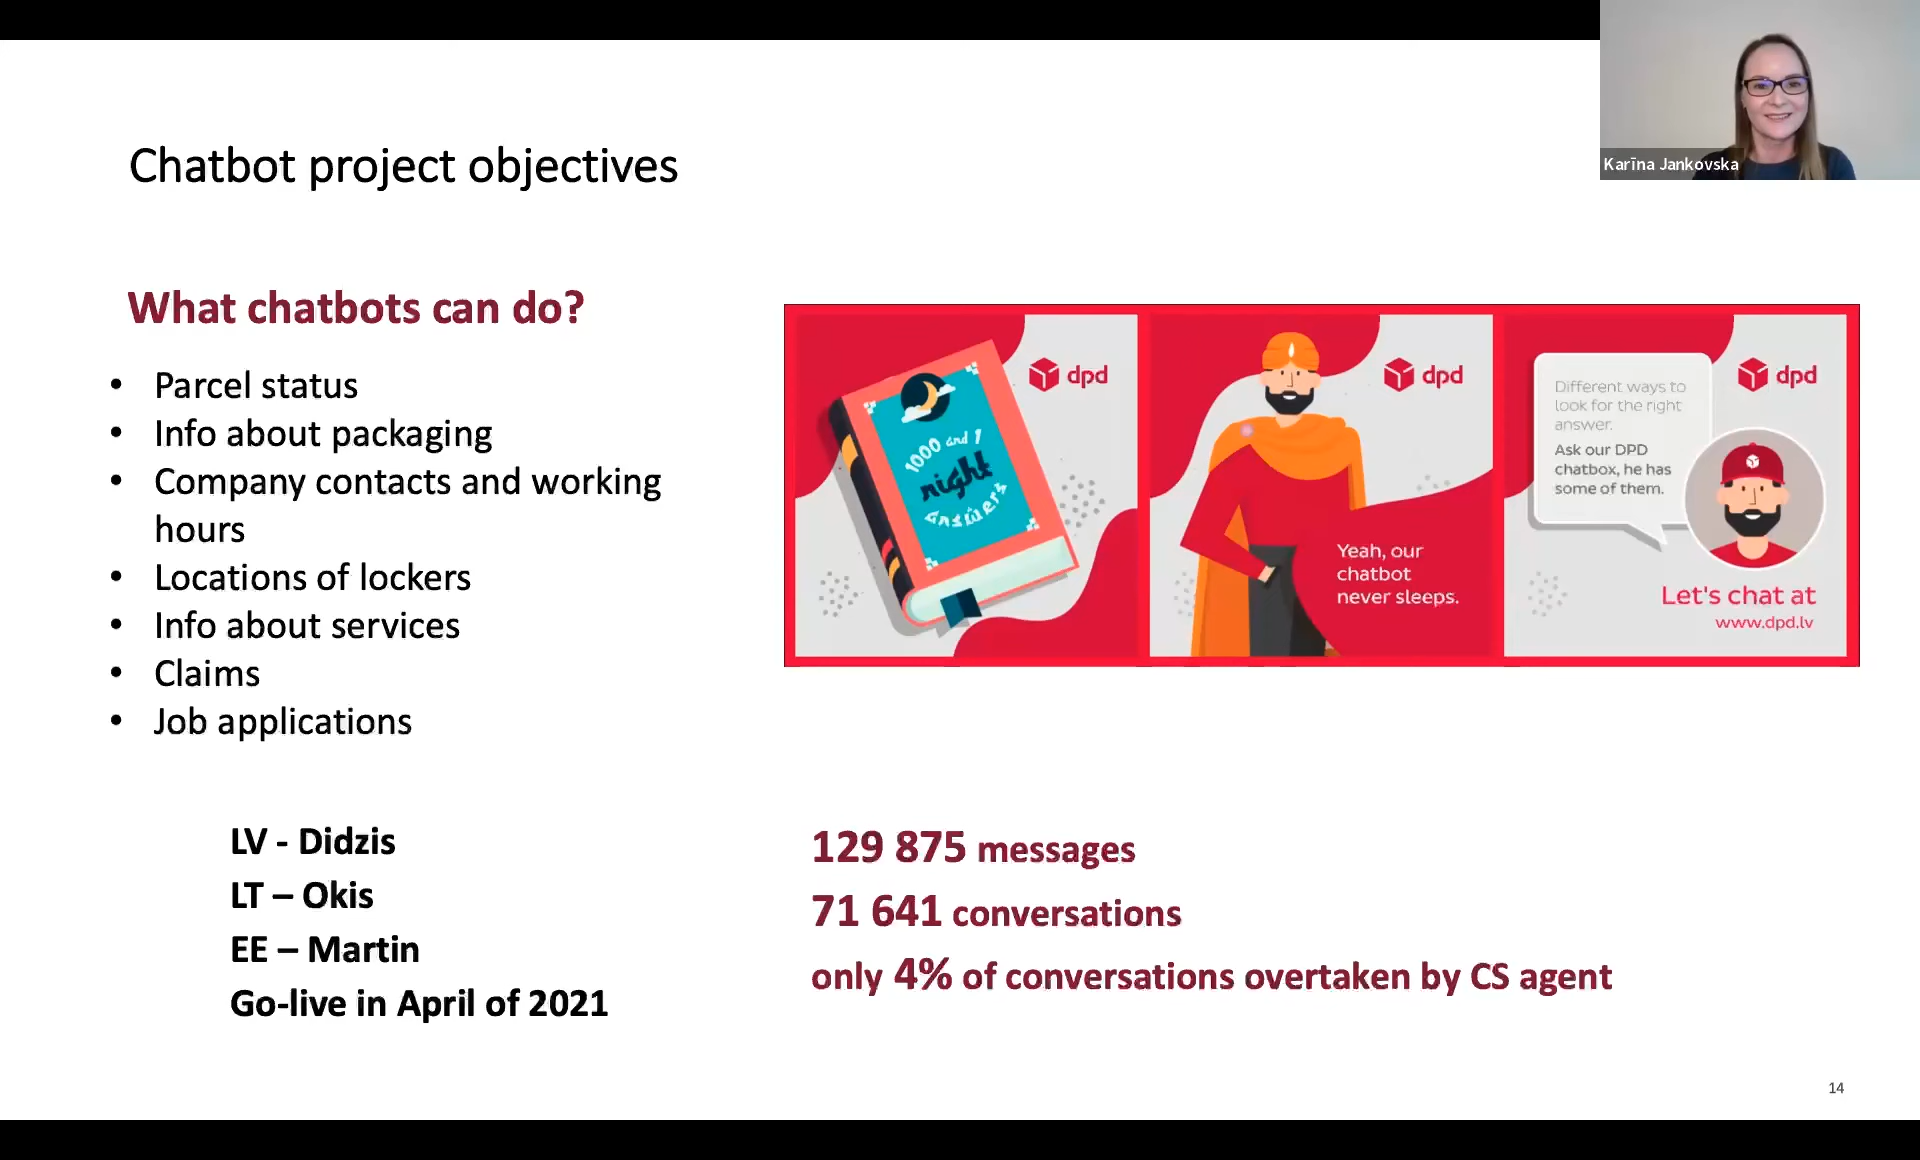 Karīna Jankovska
Chatbot project objectives
What chatbots can do?
• Parcel status
• Info about packaging
• Company contacts and working
hours
• Locations of lockers
• Info about services
• Claims
• Job applications
dpd
1000 and 1
night
answers
dpd
Yeah, our
chatbot
never sleeps.
dpd
Different ways to
look for the right
answer.
Ask our DPD
chatbox, he has
some of them.
Let's chat at
www.dpd.lv
LV - Didzis
LT – Okis
EE – Martin
Go-live in April of 2021
129 875 messages
71 641 conversations
only 4% of conversations overtaken by CS agent
14